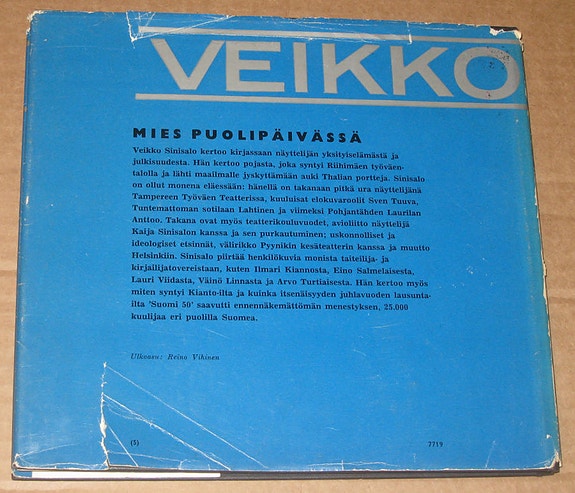 VEIKKO
MIES PUOLIPÄIVÄSSÄ
Veikko Sinisalo kertoo kirjassaan näyttelijän yksityiselämästä ja
julkisuudesta. Hän kertoo pojasta, joka syntyi Riihimäen työväen-
talolla ja lähti maailmalle jyskyttämään auki Thalian portteja. Sinisalo
on ollut monena eläessään: hänellä on takanaan pitkä ura näyttelijänä
Tampereen Työväen Teatterissa, kuuluisat elokuvaroolit Sven Tuuva,
Tuntemattoman sotilaan Lahtinen ja viimeksi Pohjantähden Laurilan
Anttoo. Takana ovat myös teatterikouluvuodet, avioliitto näyttelijä
Kaija Sinisalon kanssa ja sen purkautuminen; uskonnolliset ja
ideologiset etsinnät, välirikko Pyynikin kesäteatterin kanssa ja muutto
Helsinkiin. Sinisalo piirtää henkilökuvia monista taiteilija- ja
kirjailijatovereistaan, kuten Ilmari Kiannosta, Eino Salmelaisesta,
Lauri Viidasta, Väinö Linnasta ja Arvo Turtiaisesta. Hän kertoo myös
miten syntyi Kianto-ilta ja kuinka itsenäisyyden juhlavuoden lausunta-
ilta 'Suomi 50' saavutti ennennäkemättömän menestyksen, 25.000
kuulijaa eri puolilla Suomea.
Ulkoasu: Reino Vihinen
(5) 7719